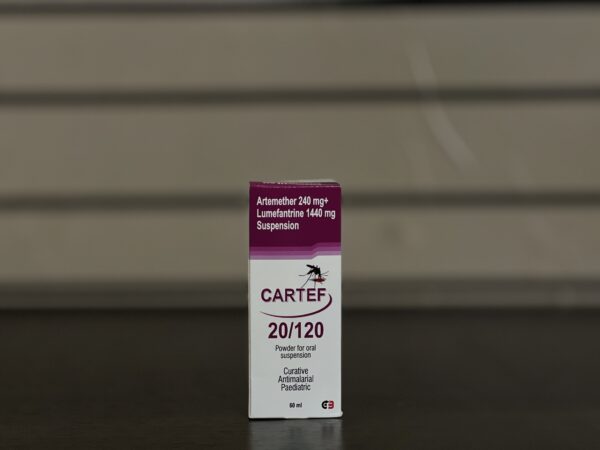 Artemether 240 mg+
Lumefantrine 1440 mg
Suspension
CARTEF
20/120
Powder for oral
suspension
Curative
Antimalarial
Paediatric
60 ml